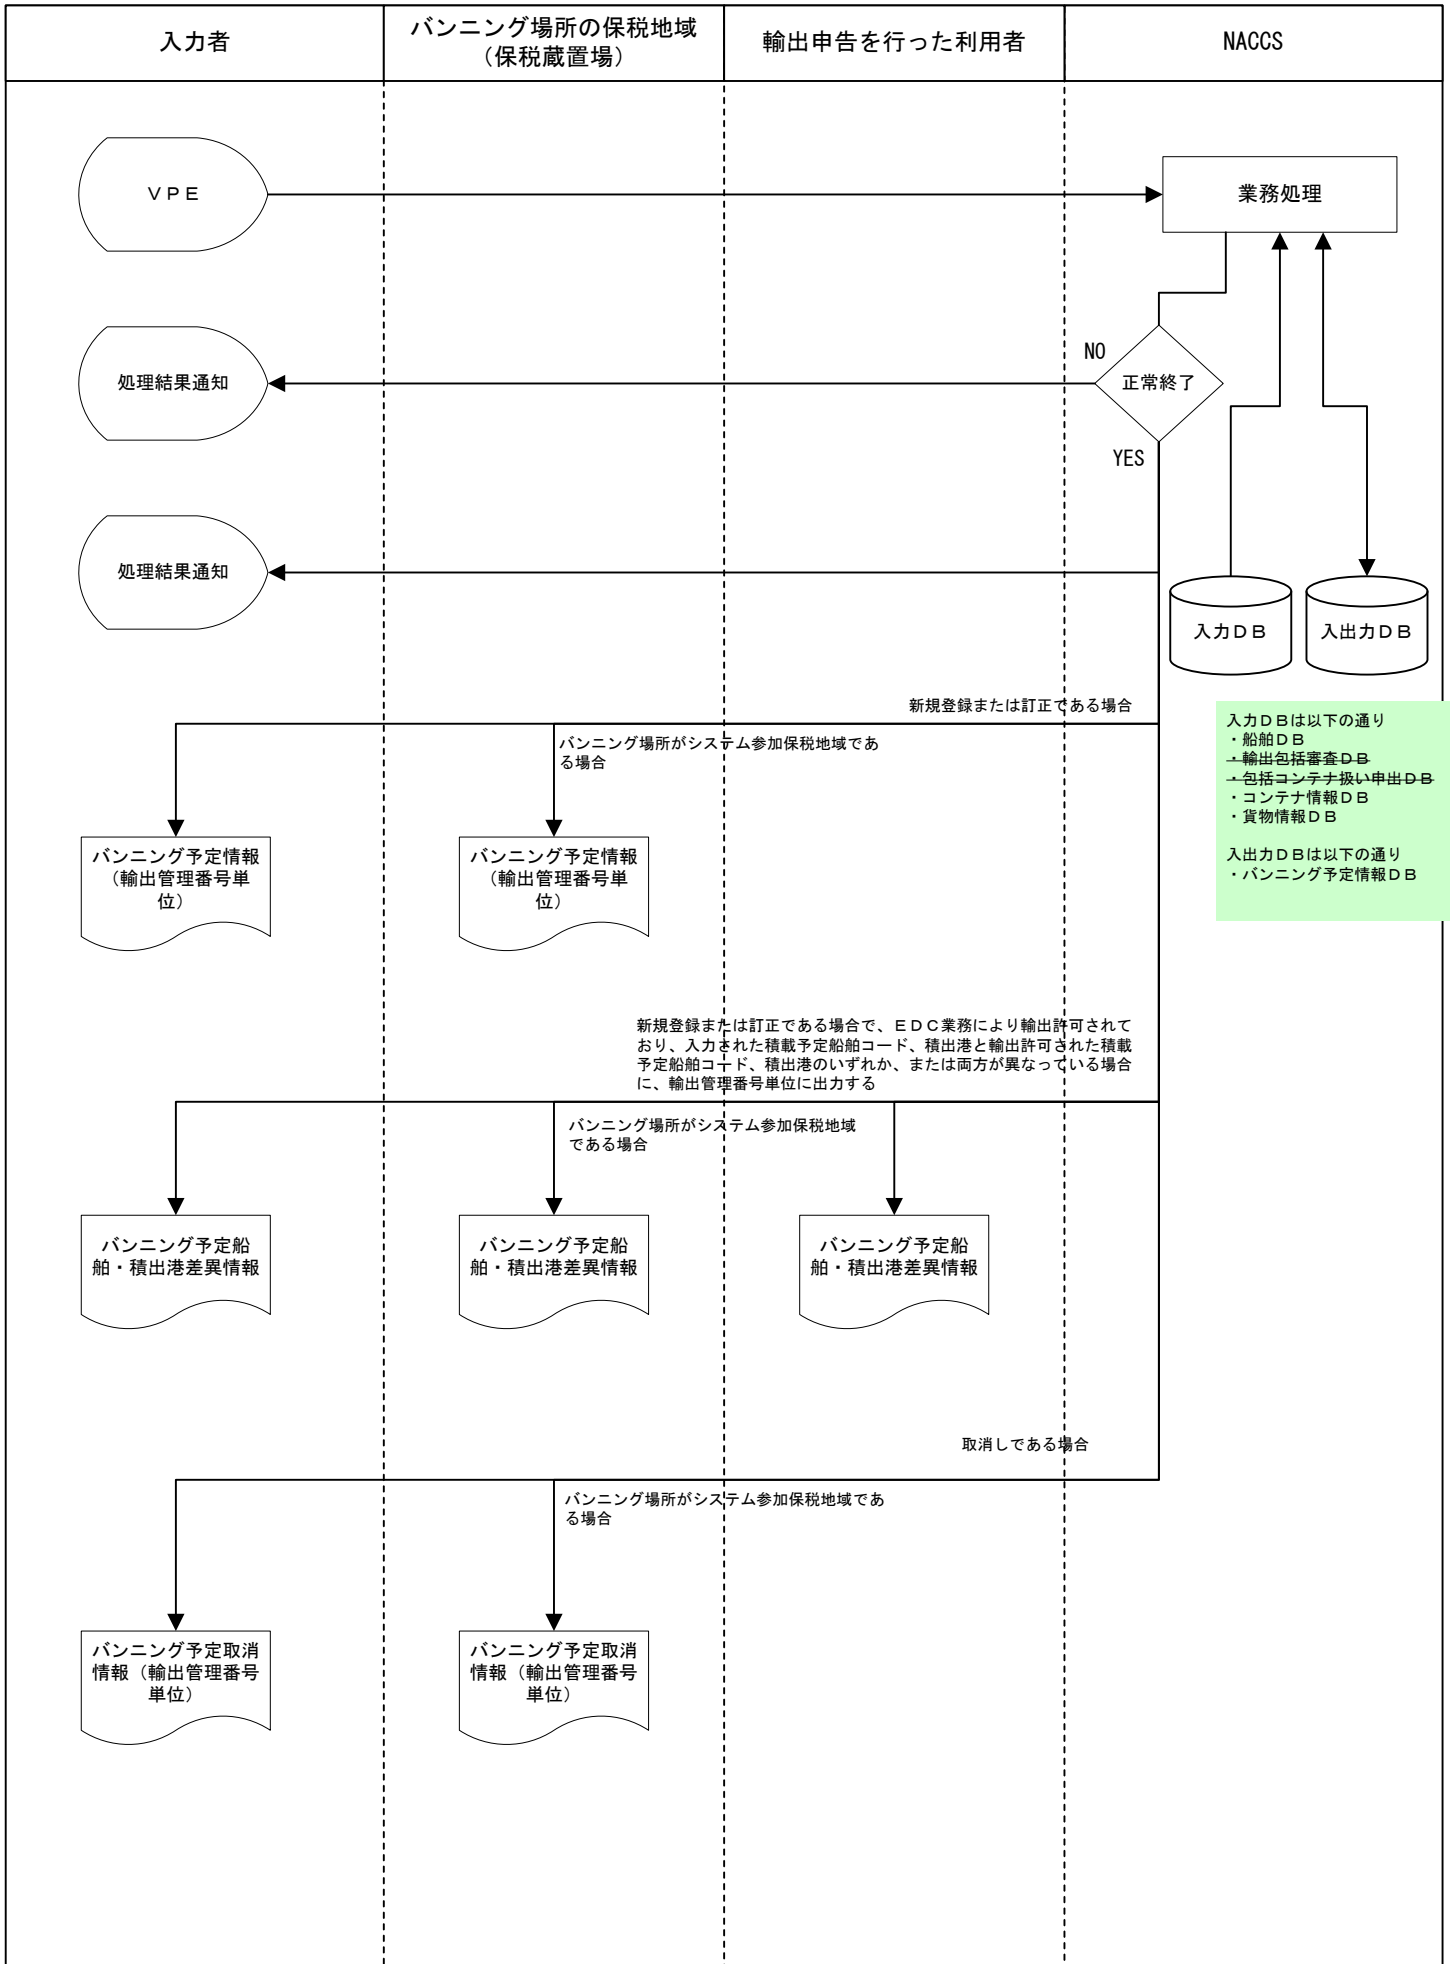 入力者
バンニング場所の保税地域
（保税蔵置場）
輸出申告を行った利用者
NACCS
ＶＰＥ
業務処理
NO
処理結果通知
正常終了
YES
処理結果通知
入力ＤＢ
入出力ＤＢ
新規登録または訂正である場合
バンニング場所がシステム参加保税地域であ
る場合
入力ＤＢは以下の通り
・船舶ＤＢ
・輸出包括審査ＤＢ
・包括コンテナ扱い申出ＤＢ
・コンテナ情報ＤＢ
・貨物情報ＤＢ
入出力ＤＢは以下の通り
・バンニング予定情報ＤＢ
バンニング予定情報
（輸出管理番号単
位）
バンニング予定情報
（輸出管理番号単
位）
新規登録または訂正である場合で、ＥＤＣ業務により輸出許可されて
おり、入力された積載予定船舶コード、積出港と輸出許可された積載
予定船舶コード、積出港のいずれか、または両方が異なっている場合
に、輸出管理番号単位に出力する
バンニング場所がシステム参加保税地域
である場合
バンニング予定船
舶・積出港差異情報
バンニング予定船
舶・積出港差異情報
バンニング予定船
舶・積出港差異情報
取消しである場合
バンニング場所がシステム参加保税地域であ
る場合
バンニング予定取消
情報（輸出管理番号
単位）
バンニング予定取消
情報（輸出管理番号
単位）